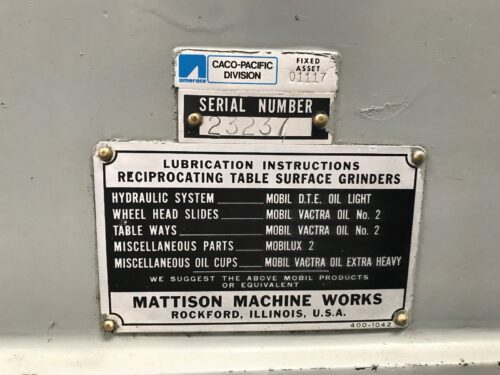 ameraco
CACO-PACIFIC
DIVISION
FIXED
ASSET
01117
SERIAL NUMBER
23237
LUBRICATION INSTRUCTIONS
RECIPROCATING TABLE SURFACE GRINDERS
HYDRAULIC SYSTEM MOBIL D.T.E. OIL LIGHT
WHEEL HEAD SLIDES MOBIL VACTRA OIL No. 2
TABLE WAYS MOBIL VACTRA OIL No. 2
MISCELLANEOUS PARTS MOBILUX 2
MISCELLANEOUS OIL CUPS MOBIL VACTRA OIL EXTRA HEAVY
WE SUGGEST THE ABOVE MOBIL PRODUCTS
OR EQUIVALENT
MATTISON MACHINE WORKS
ROCKFORD, ILLINOIS, U.S.A.
400-1042